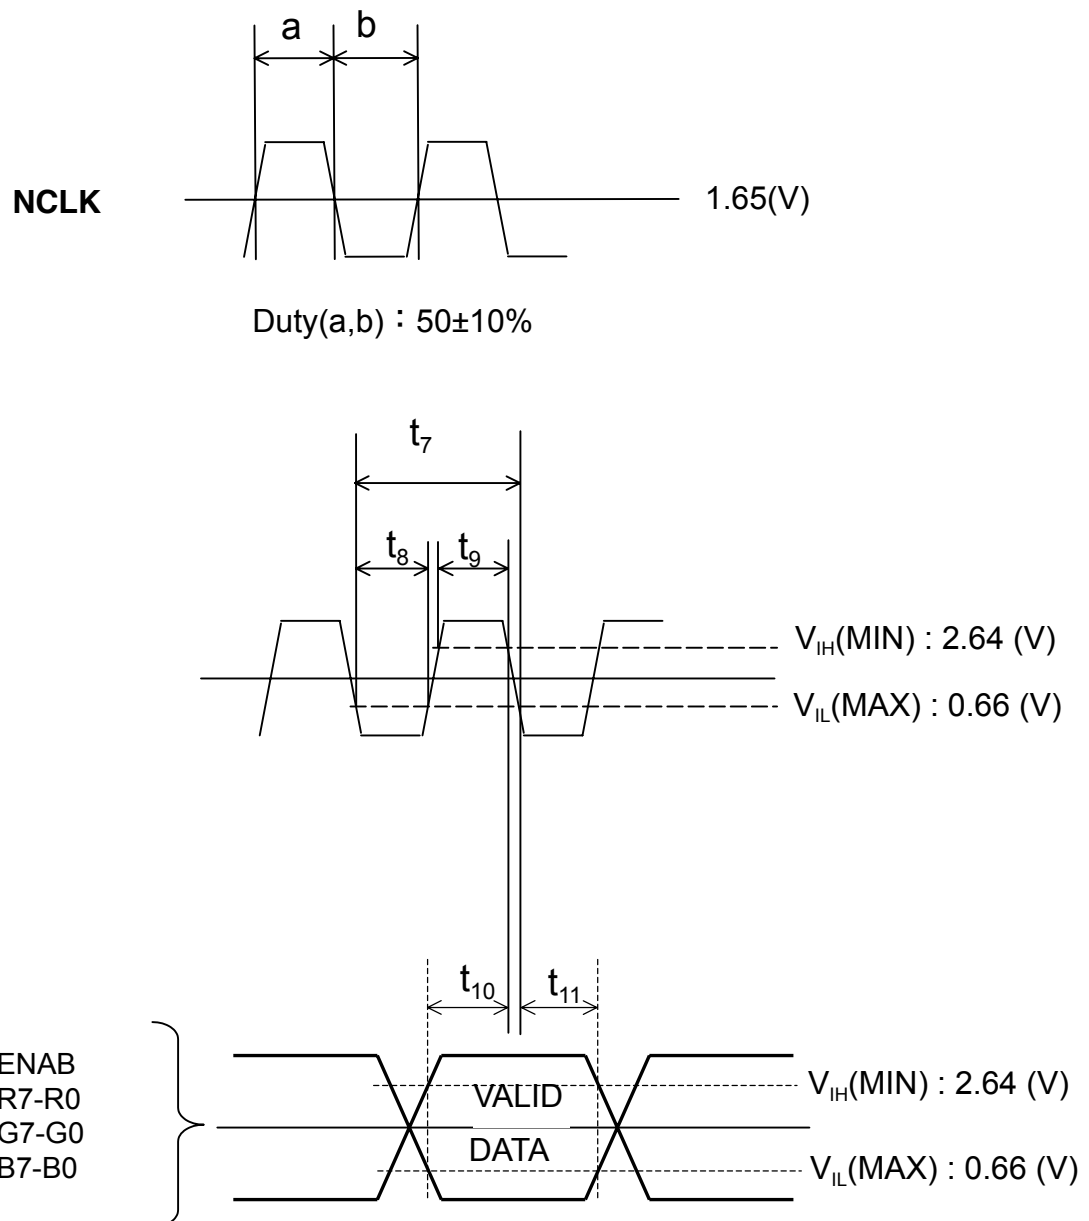 a b
NCLK
1.65(V)
Duty(a,b):50±10%
t7
t8 t9
VIH(MIN) : 2.64 (V)
VIL(MAX) : 0.66 (V)
t10 t11
ENAB
R7-R0
G7-G0
B7-B0
VALID
DATA
VIH(MIN) : 2.64 (V)
VIL(MAX) : 0.66 (V)